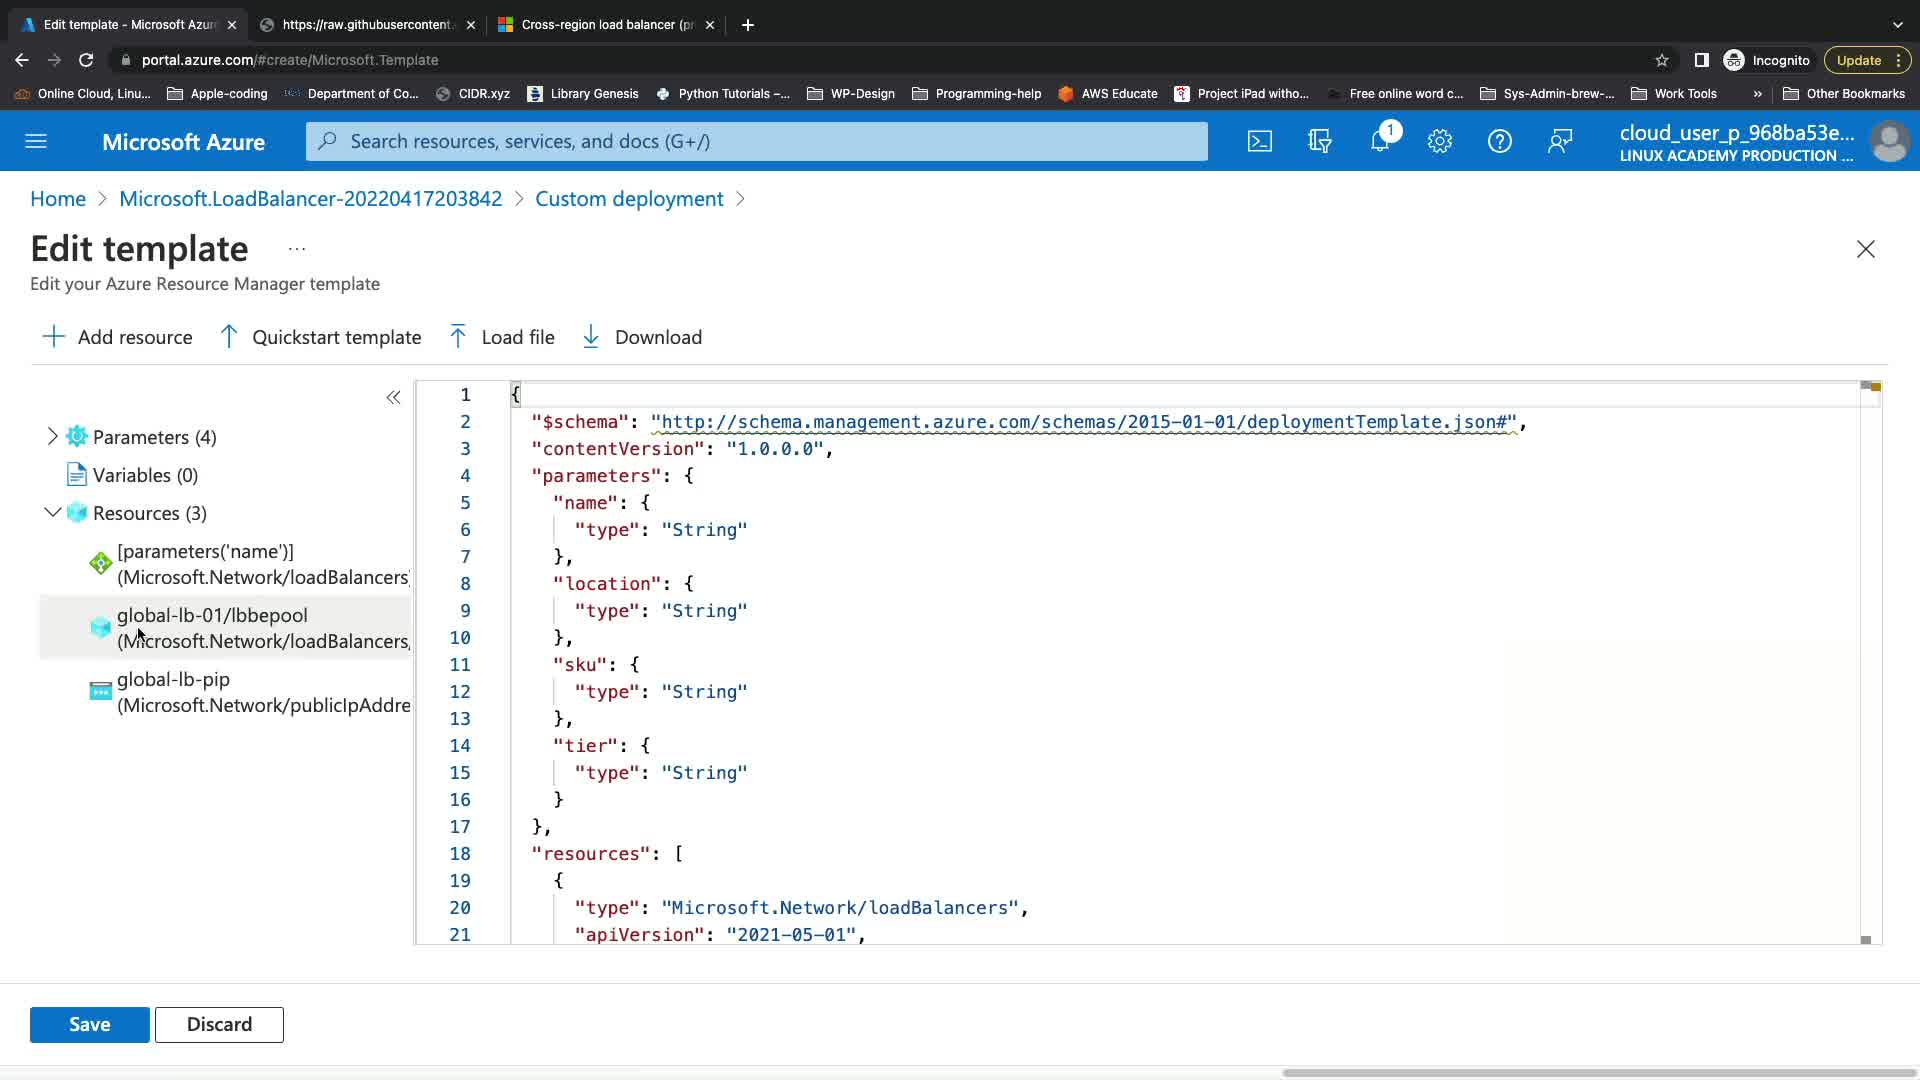 Edit template - Microsoft Azur
https://raw.githubusercontent.
Cross-region load balancer (pr
portal.azure.com/#create/Microsoft.Template
Incognito
Update
Online Cloud, Linu...
Apple-coding
Department of Co...
CIDR.xyz
Library Genesis
Python Tutorials –...
WP-Design
Programming-help
AWS Educate
Project iPad witho...
Free online word c...
Sys-Admin-brew-...
Work Tools
»
Other Bookmarks
Microsoft Azure
Search resources, services, and docs (G+/)
1
cloud_user_p_968ba53e...
LINUX ACADEMY PRODUCTION ...
Home > Microsoft.LoadBalancer-20220417203842 > Custom deployment >
Edit template ...
Edit your Azure Resource Manager template
Add resource
Quickstart template
Load file
Download
«
Parameters (4)
Variables (0)
Resources (3)
[parameters('name')]
(Microsoft.Network/loadBalancers)
global-lb-01/lbbepool
(Microsoft.Network/loadBalancers/
global-lb-pip
(Microsoft.Network/publicIpAddre
1 {
2 "$schema": "http://schema.management.azure.com/schemas/2015-01-01/deploymentTemplate.json#",
3 "contentVersion": "1.0.0.0",
4 "parameters": {
5 "name": {
6 "type": "String"
7 },
8 "location": {
9 "type": "String"
10 },
11 "sku": {
12 "type": "String"
13 },
14 "tier": {
15 "type": "String"
16 }
17 },
18 "resources": [
19 {
20 "type": "Microsoft.Network/loadBalancers",
21 "apiVersion": "2021-05-01",
Save
Discard